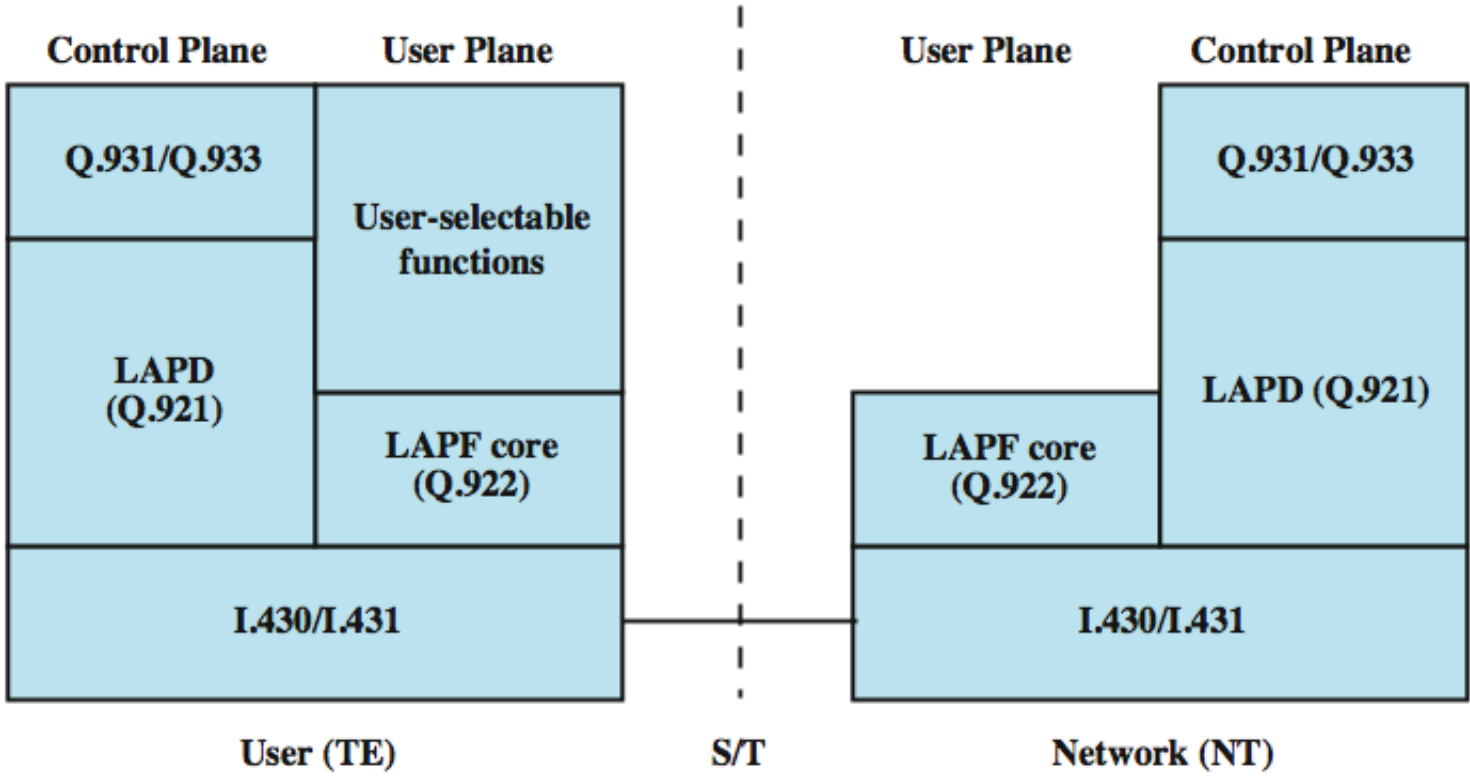 Control Plane
User Plane
User Plane
Control Plane
Q.931/Q.933
User-selectable
functions
LAPD
(Q.921)
LAPF core
(Q.922)
I.430/I.431
Q.931/Q.933
LAPD (Q.921)
LAPF core
(Q.922)
I.430/I.431
User (TE)
S/T
Network (NT)